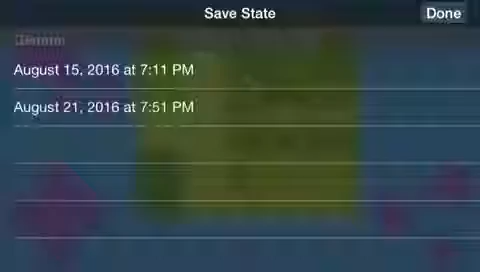 Save State
Done
August 15, 2016 at 7:11 PM
August 21, 2016 at 7:51 PM